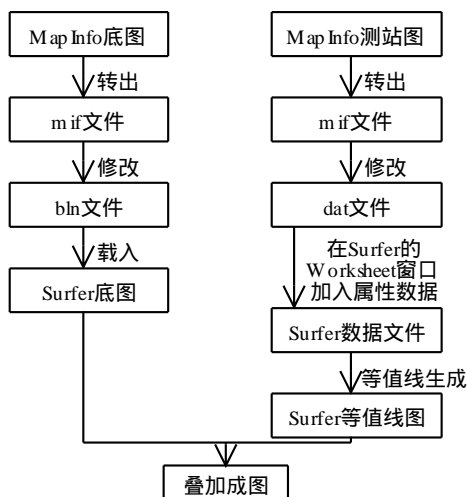 MapInfo底图
转出
mif文件
修改
bln文件
载入
Surfer底图
MapInfo测站图
转出
mif文件
修改
dat文件
在Surfer的
Worksheet窗口
加入属性数据
Surfer数据文件
等值线生成
Surfer等值线图
叠加成图